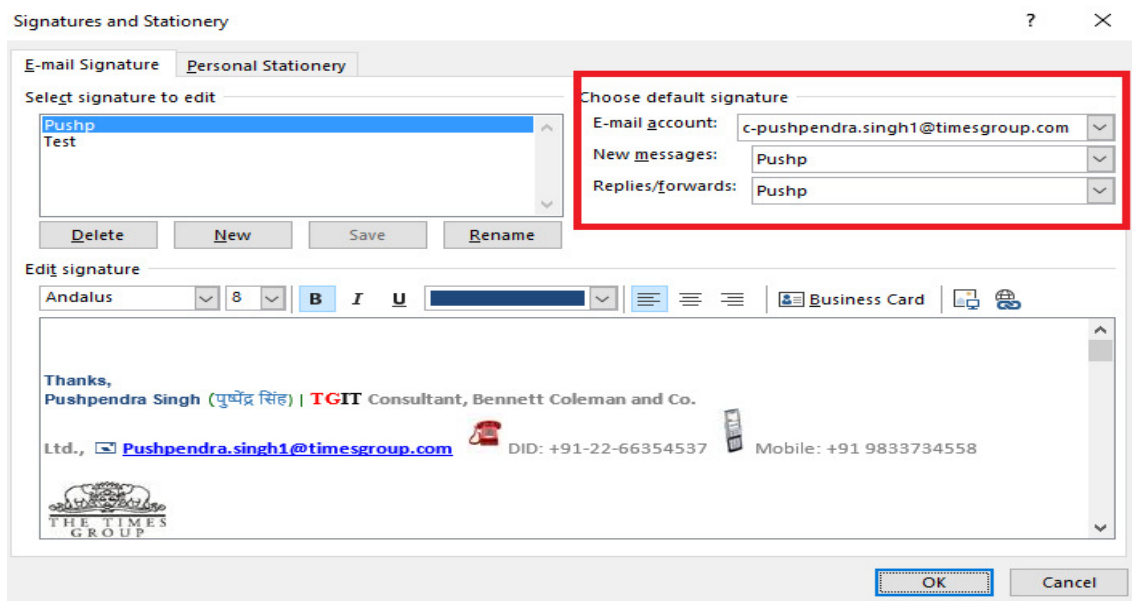 Signatures and Stationery
E-mail Signature Personal Stationery
Select signature to edit
Pushp
Test
Delete New Save Rename
Choose default signature
E-mail account: c-pushpendra.singh1@timesgroup.com
New messages: Pushp
Replies/forwards: Pushp
Edit signature
Andalus 8 B I U Business Card
Thanks,
Pushpendra Singh (पुष्पेंद्र सिंह) | TGIT Consultant, Bennett Coleman and Co.
Ltd., Pushpendra.singh1@timesgroup.com DID: +91-22-66354537 Mobile: +91 9833734558
THE TIMES
GROUP
OK Cancel